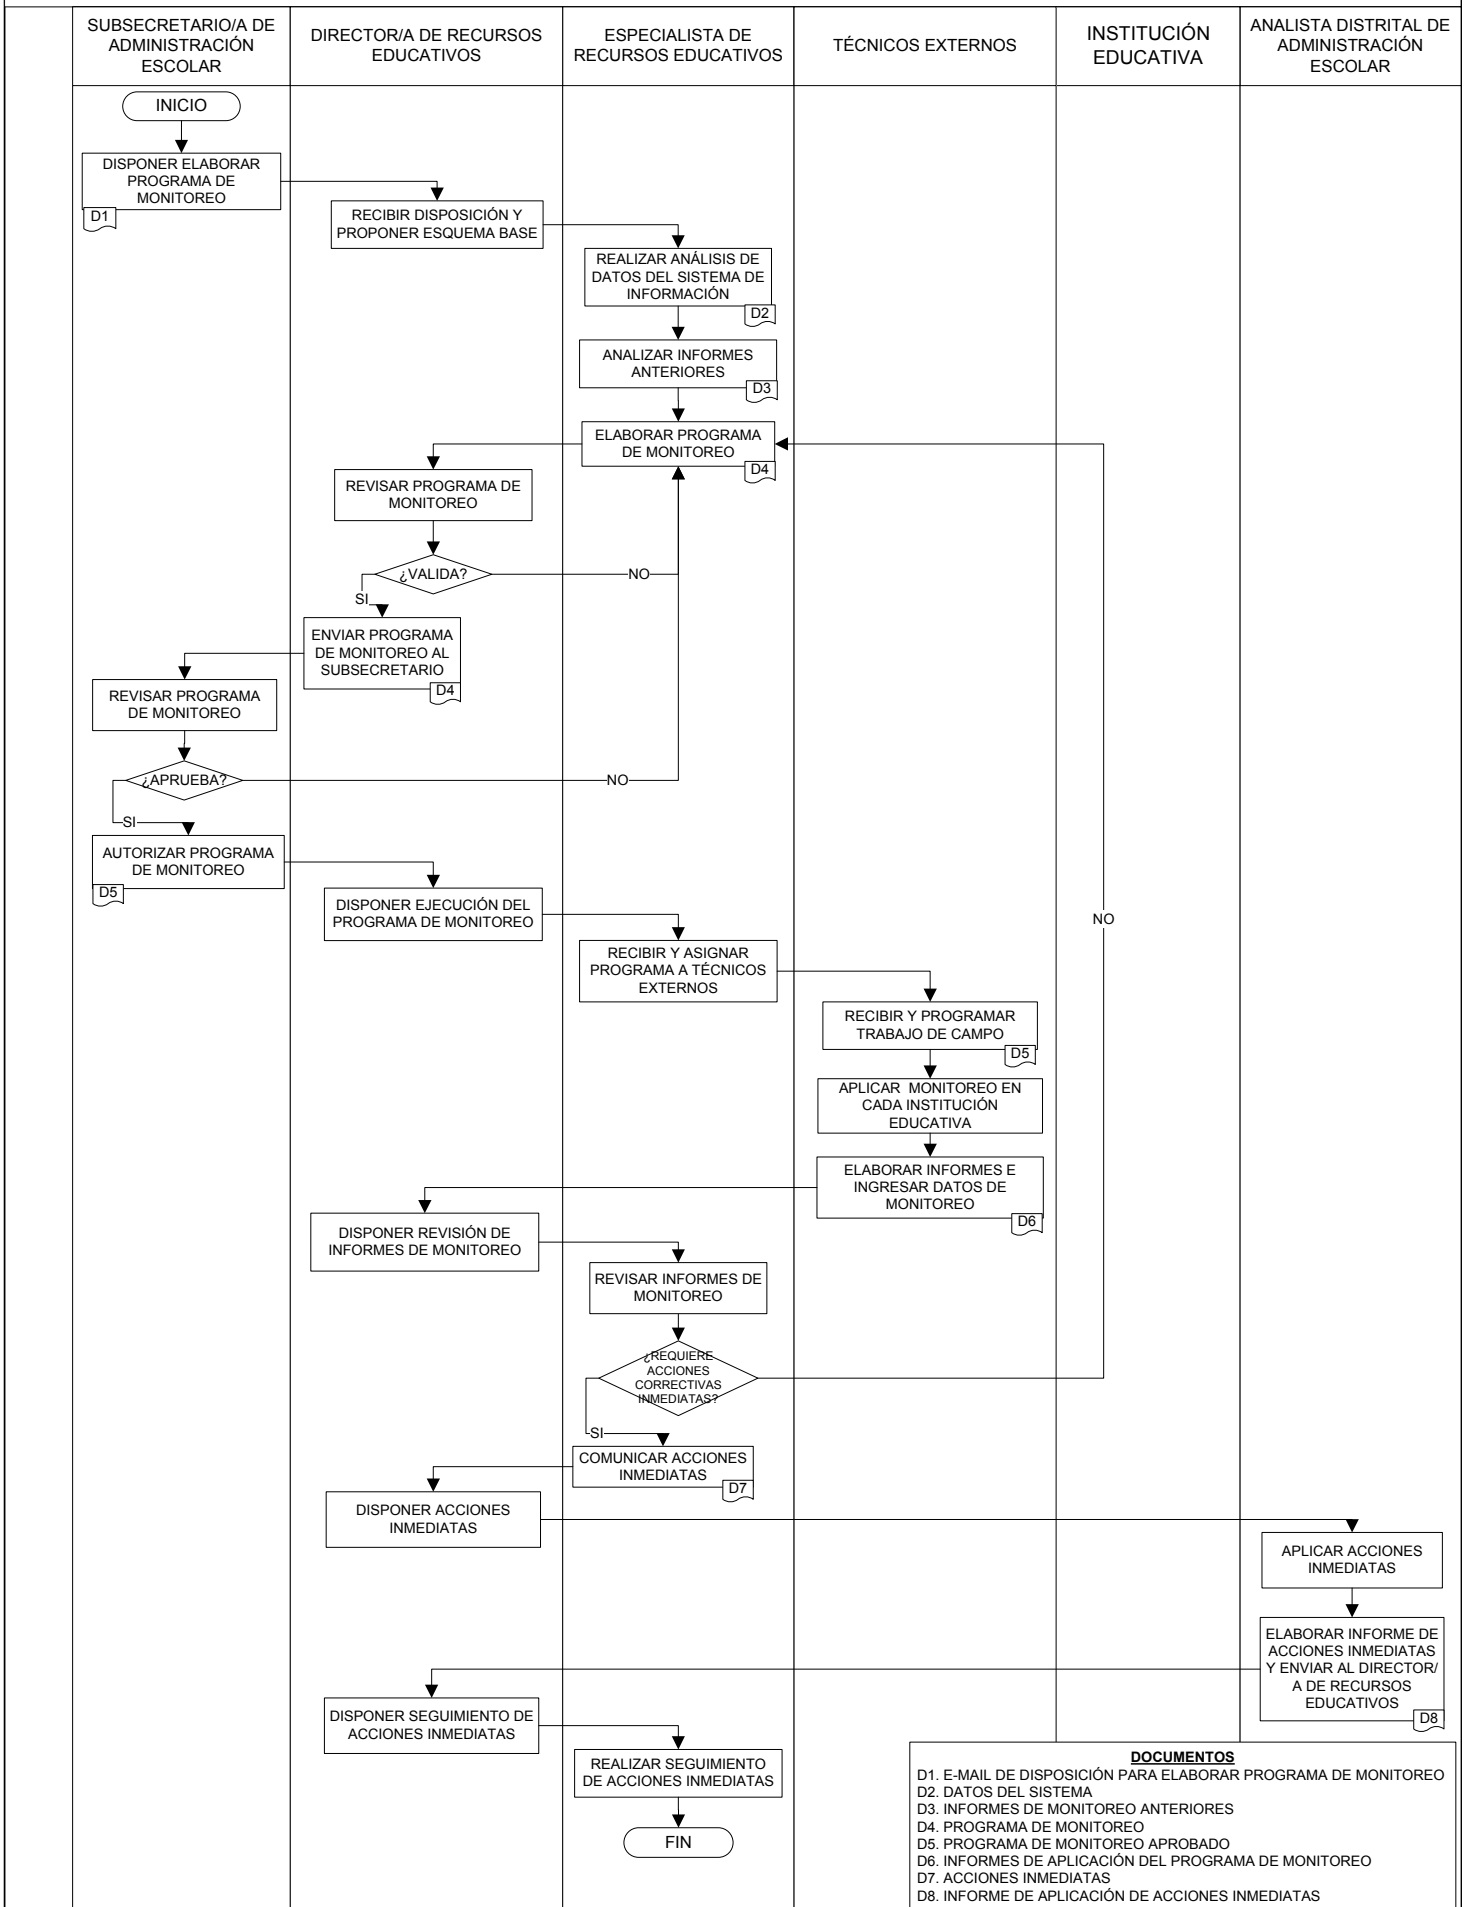 SUBSECRETARIO/A DE
ADMINISTRACIÓN
ESCOLAR
DIRECTOR/A DE RECURSOS
EDUCATIVOS
ESPECIALISTA DE
RECURSOS EDUCATIVOS
TÉCNICOS EXTERNOS
INSTITUCIÓN
EDUCATIVA
ANALISTA DISTRITAL DE
ADMINISTRACIÓN
ESCOLAR
INICIO
DISPONER ELABORAR
PROGRAMA DE
MONITOREO
D1
RECIBIR DISPOSICIÓN Y
PROPONER ESQUEMA BASE
REALIZAR ANÁLISIS DE
DATOS DEL SISTEMA DE
INFORMACIÓN
D2
ANALIZAR INFORMES
ANTERIORES
D3
ELABORAR PROGRAMA
DE MONITOREO
D4
REVISAR PROGRAMA DE
MONITOREO
¿VALIDA?
NO
SI
ENVIAR PROGRAMA
DE MONITOREO AL
SUBSECRETARIO
D4
REVISAR PROGRAMA
DE MONITOREO
¿APRUEBA?
NO
SI
AUTORIZAR PROGRAMA
DE MONITOREO
D5
DISPONER EJECUCIÓN DEL
PROGRAMA DE MONITOREO
NO
RECIBIR Y ASIGNAR
PROGRAMA A TÉCNICOS
EXTERNOS
RECIBIR Y PROGRAMAR
TRABAJO DE CAMPO
D5
APLICAR  MONITOREO EN
CADA INSTITUCIÓN
EDUCATIVA
ELABORAR INFORMES E
INGRESAR DATOS DE
MONITOREO
D6
DISPONER REVISIÓN DE
INFORMES DE MONITOREO
REVISAR INFORMES DE
MONITOREO
¿REQUIERE
ACCIONES
CORRECTIVAS
INMEDIATAS?
SI
COMUNICAR ACCIONES
INMEDIATAS
D7
DISPONER ACCIONES
INMEDIATAS
APLICAR ACCIONES
INMEDIATAS
ELABORAR INFORME DE
ACCIONES INMEDIATAS
Y ENVIAR AL DIRECTOR/
A DE RECURSOS
EDUCATIVOS
D8
DISPONER SEGUIMIENTO DE
ACCIONES INMEDIATAS
REALIZAR SEGUIMIENTO
DE ACCIONES INMEDIATAS
FIN
DOCUMENTOS
D1. E-MAIL DE DISPOSICIÓN PARA ELABORAR PROGRAMA DE MONITOREO
D2. DATOS DEL SISTEMA
D3. INFORMES DE MONITOREO ANTERIORES
D4. PROGRAMA DE MONITOREO
D5. PROGRAMA DE MONITOREO APROBADO
D6. INFORMES DE APLICACIÓN DEL PROGRAMA DE MONITOREO
D7. ACCIONES INMEDIATAS
D8. INFORME DE APLICACIÓN DE ACCIONES INMEDIATAS